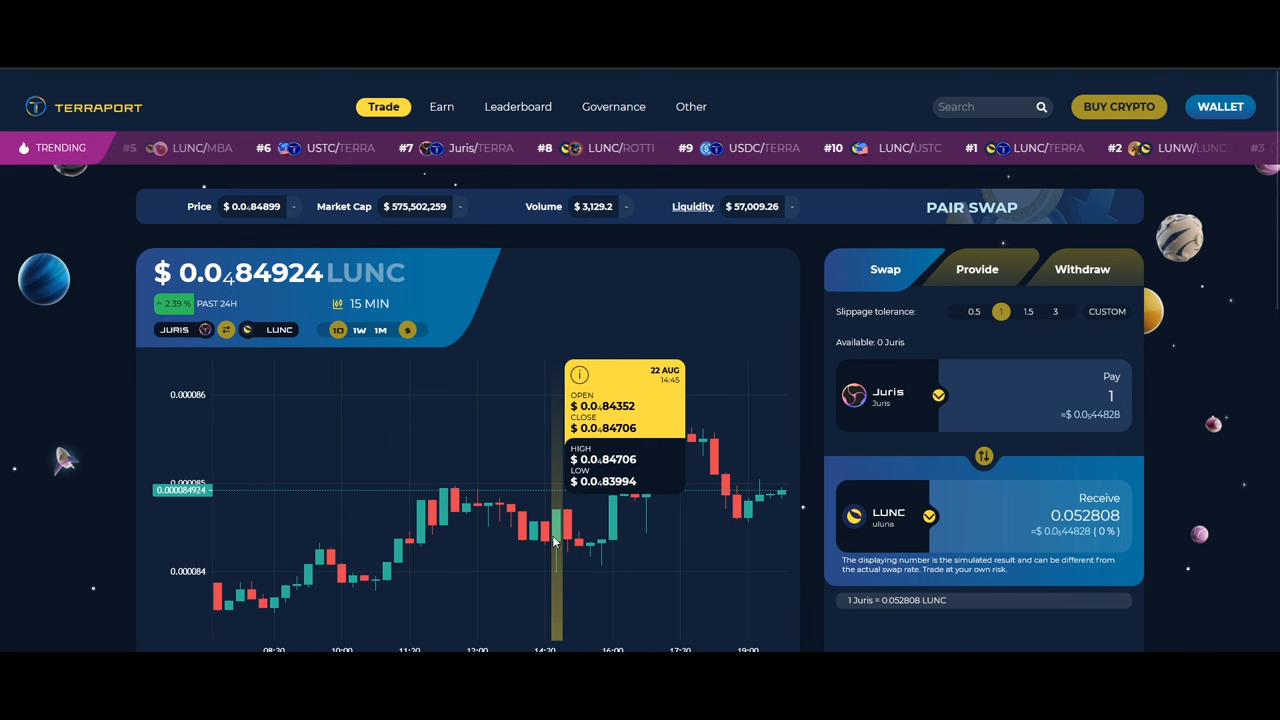 TERRAPORT
Trade Earn Leaderboard Governance Other
Search
BUY CRYPTO
WALLET
TRENDING
#5 LUNC/MBA #6 USTC/TERRA #7 Juris/TERRA #8 LUNC/ROTTI #9 USDC/TERRA #10 LUNC/USTC #1 LUNC/TERRA #2 LUNW/LUNC #3
Price $ 0.0₄84899 - Market Cap $ 575,502,259 - Volume $ 3,129.2 - Liquidity $ 57,009.26 -
PAIR SWAP
$ 0.0₄84924 LUNC
2.39 % PAST 24H
15 MIN
JURIS LUNC
1D 1W 1M $
22 AUG
14:45
OPEN
$ 0.0₄84352
CLOSE
$ 0.0₄84706
HIGH
$ 0.0₄84706
LOW
$ 0.0₄83994
0.000086
0.000085
0.00084924
0.000084
08:30 10:00 11:30 13:00 14:30 16:00 17:30 19:00
Swap Provide Withdraw
Slippage tolerance: 0.5 1 1.5 3 CUSTOM
Available: 0 Juris
Juris
Juris
Pay
1
≈$ 0.0₅44828
LUNC
uluna
Receive
0.052808
≈$ 0.0₅44828 ( 0 % )
The displaying number is the simulated result and can be different from
the actual swap rate. Trade at your own risk.
1 Juris = 0.052808 LUNC